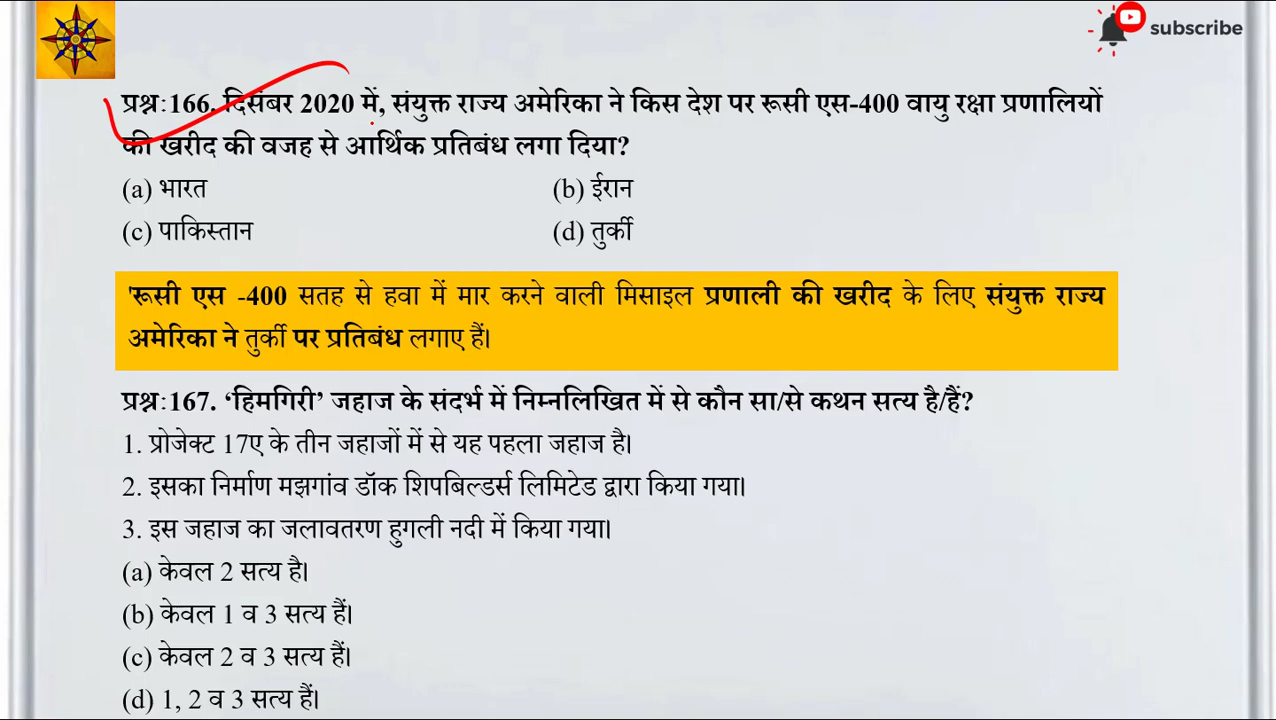 subscribe
प्रश्न:166. दिसंबर 2020 में, संयुक्त राज्य अमेरिका ने किस देश पर रूसी एस-400 वायु रक्षा प्रणालियों
की खरीद की वजह से आर्थिक प्रतिबंध लगा दिया?
(a) भारत (b) ईरान
(c) पाकिस्तान (d) तुर्की
'रूसी एस -400 सतह से हवा में मार करने वाली मिसाइल प्रणाली की खरीद के लिए संयुक्त राज्य
अमेरिका ने तुर्की पर प्रतिबंध लगाए हैं।
प्रश्न:167. ‘हिमगिरी’ जहाज के संदर्भ में निम्नलिखित में से कौन सा/से कथन सत्य है/हैं?
1. प्रोजेक्ट 17ए के तीन जहाजों में से यह पहला जहाज है।
2. इसका निर्माण मझगांव डॉक शिपबिल्डर्स लिमिटेड द्वारा किया गया।
3. इस जहाज का जलावतरण हुगली नदी में किया गया।
(a) केवल 2 सत्य है।
(b) केवल 1 व 3 सत्य हैं।
(c) केवल 2 व 3 सत्य हैं।
(d) 1, 2 व 3 सत्य हैं।